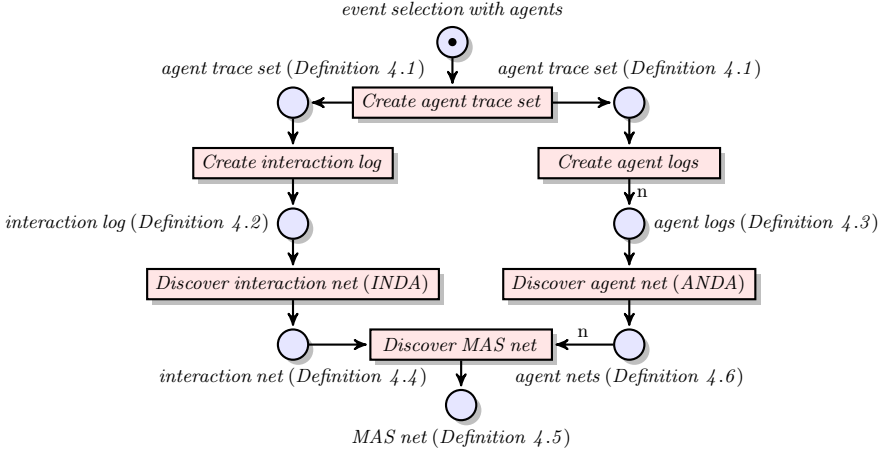 event selection with agents
agent trace set (Definition 4.1)
agent trace set (Definition 4.1)
Create agent trace set
Create interaction log
Create agent logs
n
interaction log (Definition 4.2)
agent logs (Definition 4.3)
Discover interaction net (INDA)
Discover agent net (ANDA)
n
Discover MAS net
interaction net (Definition 4.4)
agent nets (Definition 4.6)
MAS net (Definition 4.5)